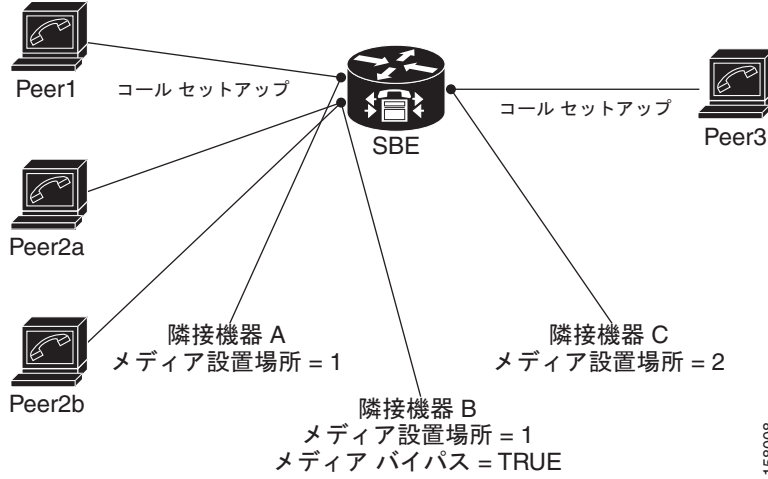 Peer1
コール セットアップ
SBE
コール セットアップ
Peer3
Peer2a
Peer2b
隣接機器 A
メディア設置場所 = 1
隣接機器 C
メディア設置場所 = 2
隣接機器 B
メディア設置場所 = 1
メディア バイパス = TRUE